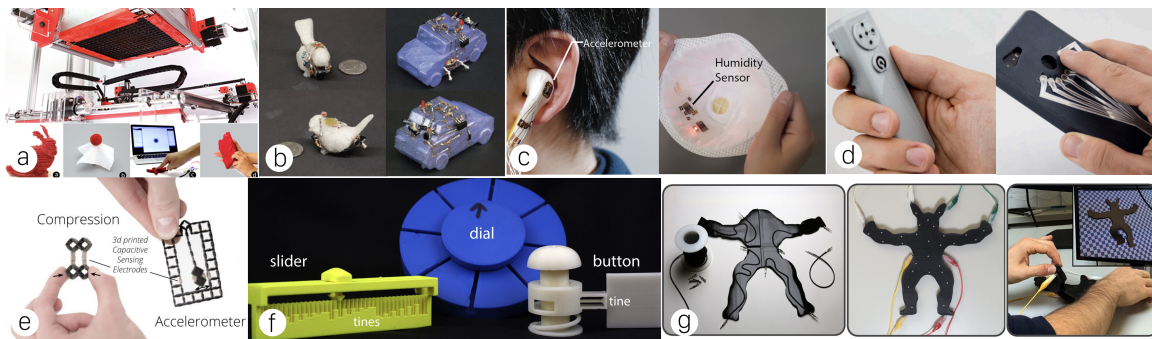 a
b
c
Accelerometer
Humidity
Sensor
d
Compression
3d printed
Capacitive
Sensing
Electrodes
Accelerometer
e
slider
dial
button
tine
tines
f
g